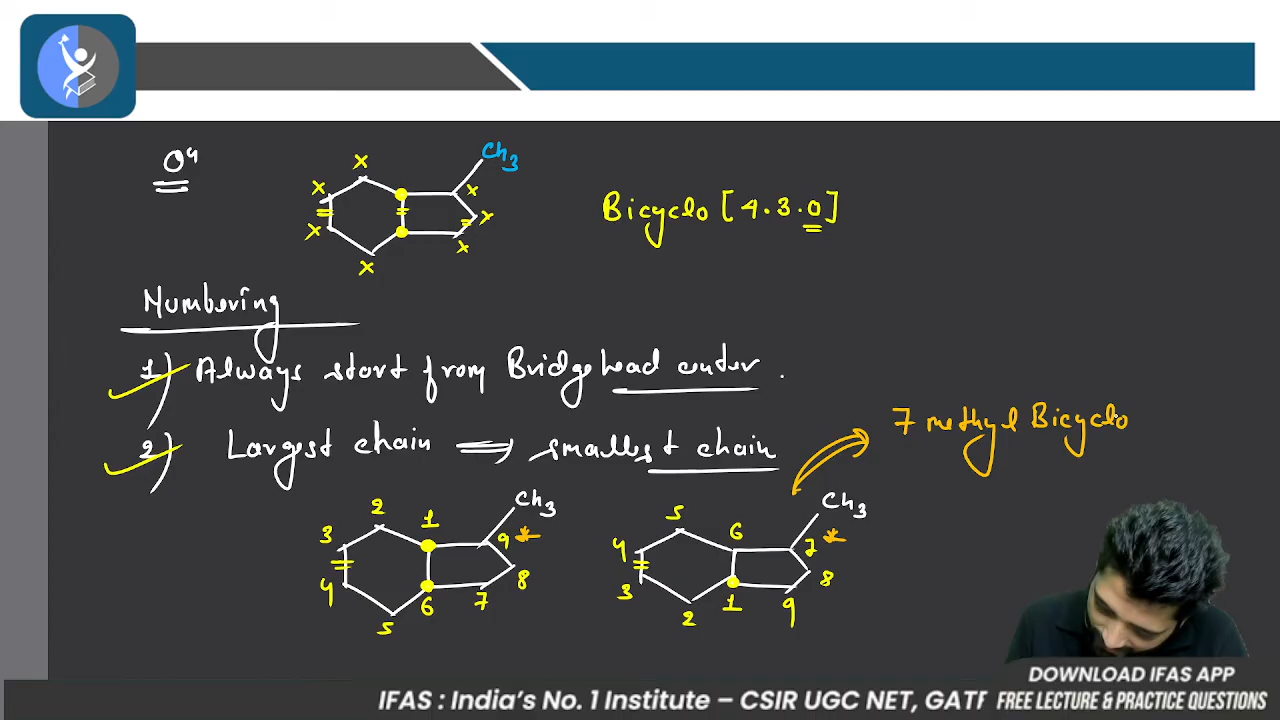 Q4
CH3
x x x x x x x
Bicyclo [4.3.0]
Numbering
1) Always start from Bridgehead center.
2) Largest chain ⇒ smallest chain
7 methyl Bicyclo
CH3
1 2 3 4 5 6 7 8 9 *
CH3
1 2 3 4 5 6 7 8 9 *
DOWNLOAD IFAS APP
IFAS : India's No. 1 Institute – CSIR UGC NET, GATE
FREE LECTURE & PRACTICE QUESTIONS